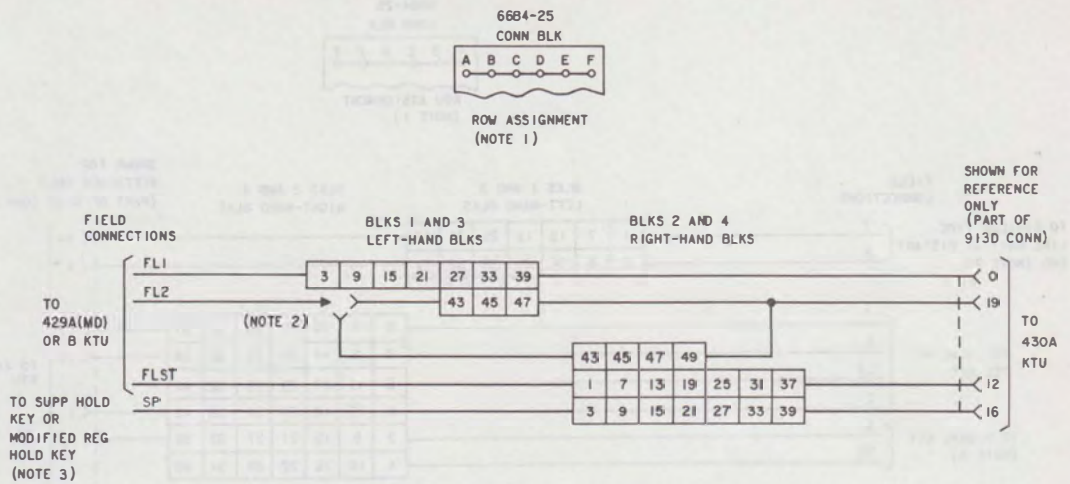 66B4-25
CONN BLK
A B C D E F
ROW ASSIGNMENT
(NOTE 1)
SHOWN FOR
REFERENCE
ONLY
(PART OF
913D CONN)
FIELD
CONNECTIONS
BLKS 1 AND 3
LEFT-HAND BLKS
BLKS 2 AND 4
RIGHT-HAND BLKS
FL1
3 9 15 21 27 33 39
0
FL2
43 45 47
19
TO
429A(MD)
OR B KTU
(NOTE 2)
TO
430A
KTU
43 45 47 49
FLST
1 7 13 19 25 31 37
12
SP
3 9 15 21 27 33 39
16
TO SUPP HOLD
KEY OR
MODIFIED REG
HOLD KEY
(NOTE 3)